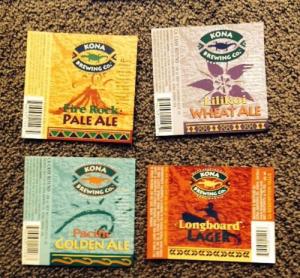 KONA
BREWING CO.
Fire Rock
PALE ALE
KONA
BREWING CO.
Lilikoi
WHEAT ALE
KONA
BREWING CO.
Pacific
GOLDEN ALE
KONA
BREWING CO.
Longboard
LAGER